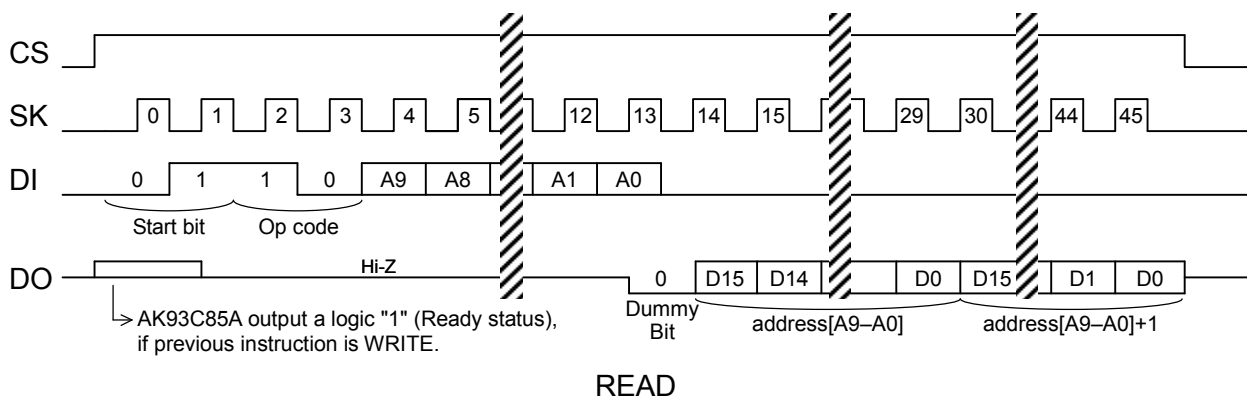 CS
SK 0 1 2 3 4 5 12 13 14 15 29 30 44 45
DI 0 1 1 0 A9 A8 A1 A0
Start bit Op code
DO Hi-Z 0 D15 D14 D0 D15 D1 D0
Dummy
Bit
address[A9–A0] address[A9–A0]+1
AK93C85A output a logic "1" (Ready status),
if previous instruction is WRITE.
READ